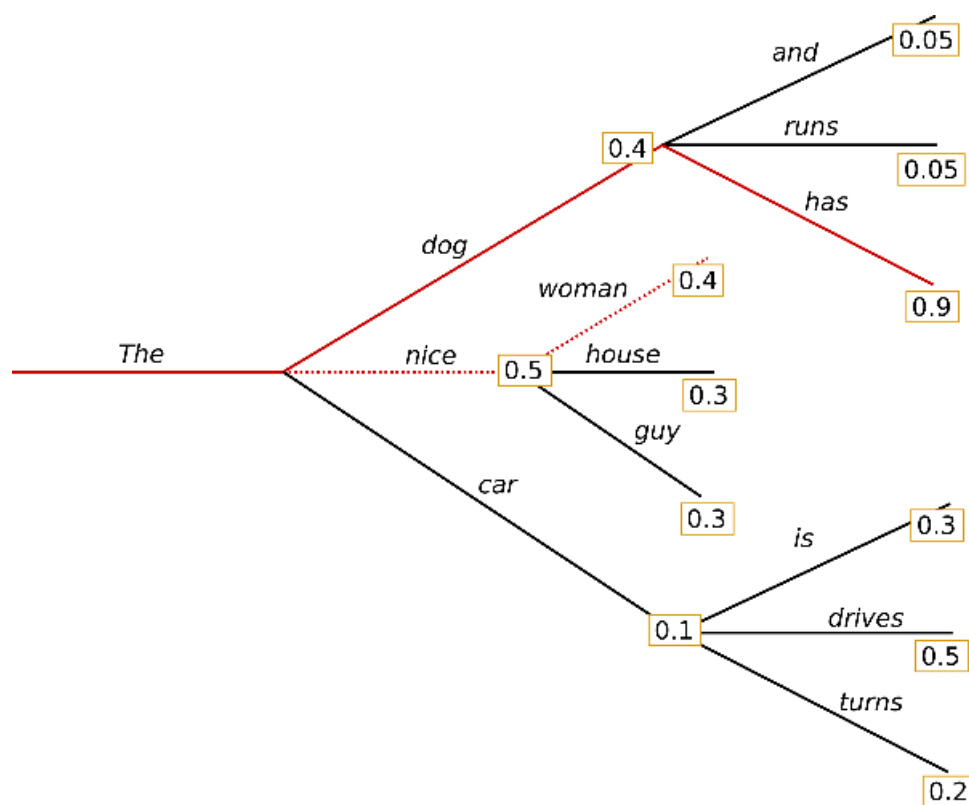 and
0.05
0.4
runs
0.05
has
dog
woman
0.4
0.9
The
nice
0.5
house
0.3
guy
car
0.3
is
0.3
0.1
drives
0.5
turns
0.2